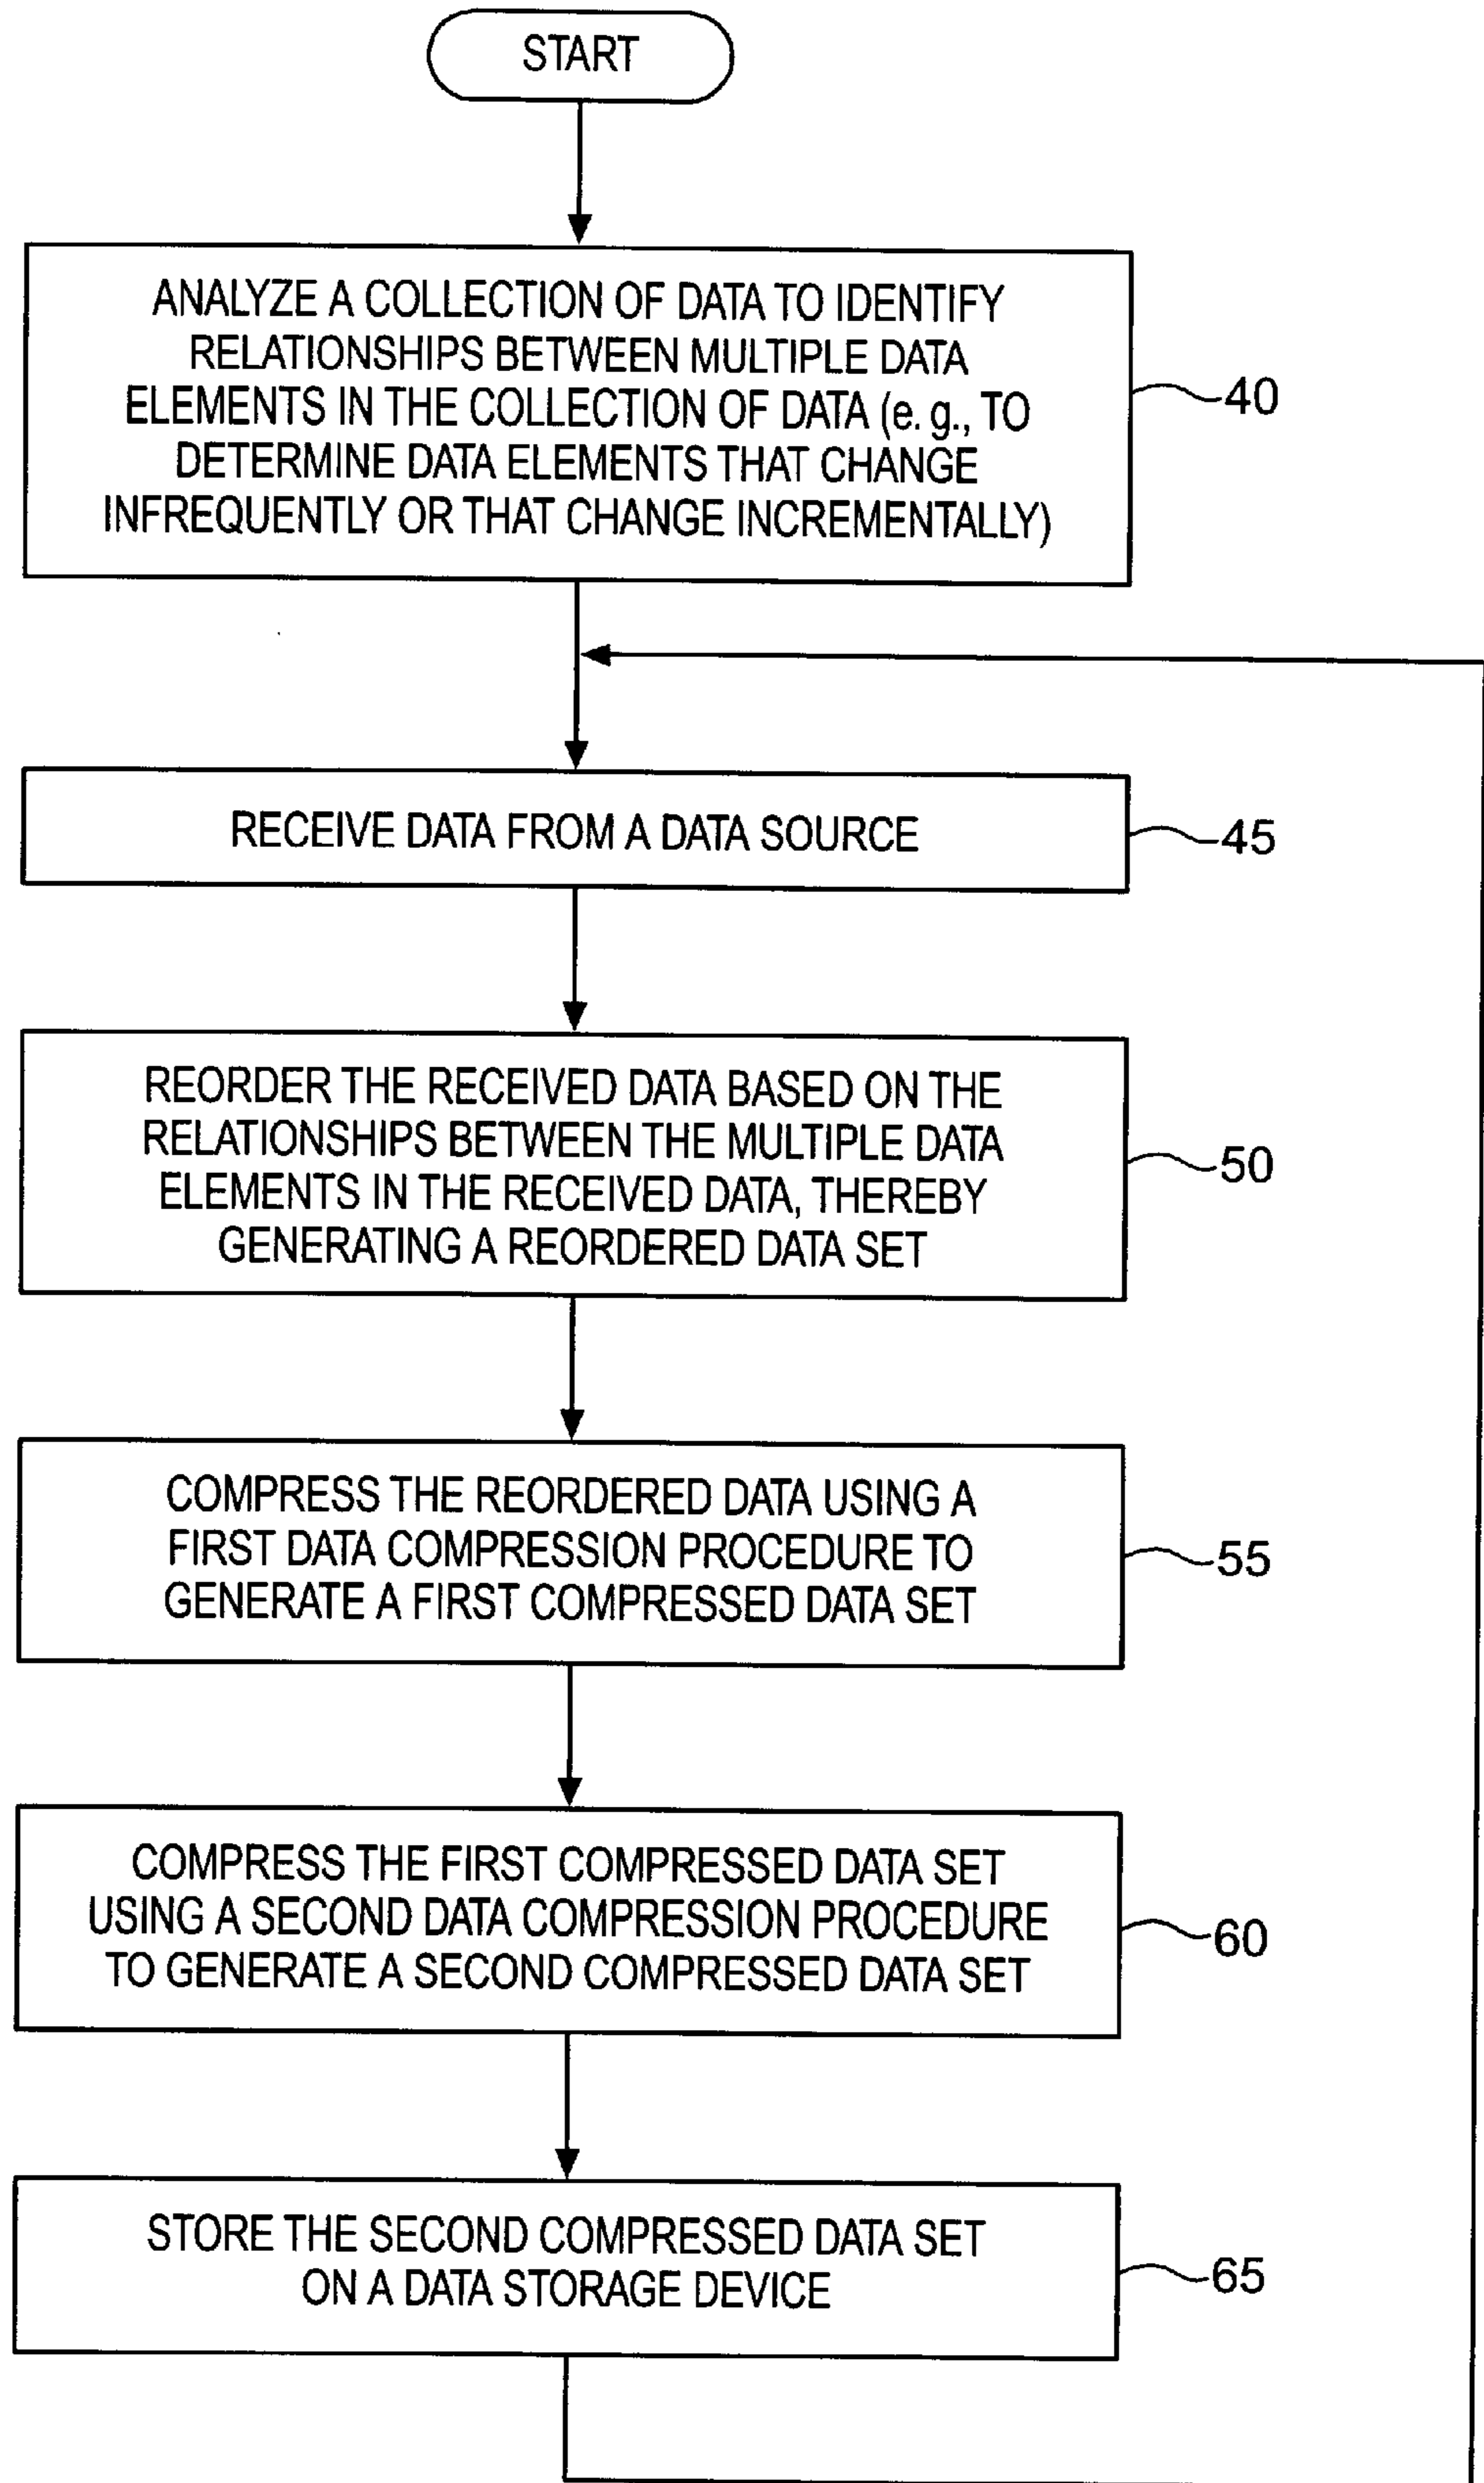 START
ANALYZE A COLLECTION OF DATA TO IDENTIFY
RELATIONSHIPS BETWEEN MULTIPLE DATA
ELEMENTS IN THE COLLECTION OF DATA (e. g., TO
DETERMINE DATA ELEMENTS THAT CHANGE
INFREQUENTLY OR THAT CHANGE INCREMENTALLY)
40
RECEIVE DATA FROM A DATA SOURCE
45
REORDER THE RECEIVED DATA BASED ON THE
RELATIONSHIPS BETWEEN THE MULTIPLE DATA
ELEMENTS IN THE RECEIVED DATA, THEREBY
GENERATING A REORDERED DATA SET
50
COMPRESS THE REORDERED DATA USING A
FIRST DATA COMPRESSION PROCEDURE TO
GENERATE A FIRST COMPRESSED DATA SET
55
COMPRESS THE FIRST COMPRESSED DATA SET
USING A SECOND DATA COMPRESSION PROCEDURE
TO GENERATE A SECOND COMPRESSED DATA SET
60
STORE THE SECOND COMPRESSED DATA SET
ON A DATA STORAGE DEVICE
65